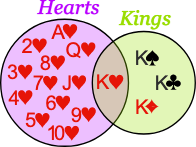 Hearts
Kings
A♥
2♥ Q♥
8♥ K♠
3♥
7♥ J♥ K♥ K♣
4♥
6♥ K♦
5♥ 9♥
10♥